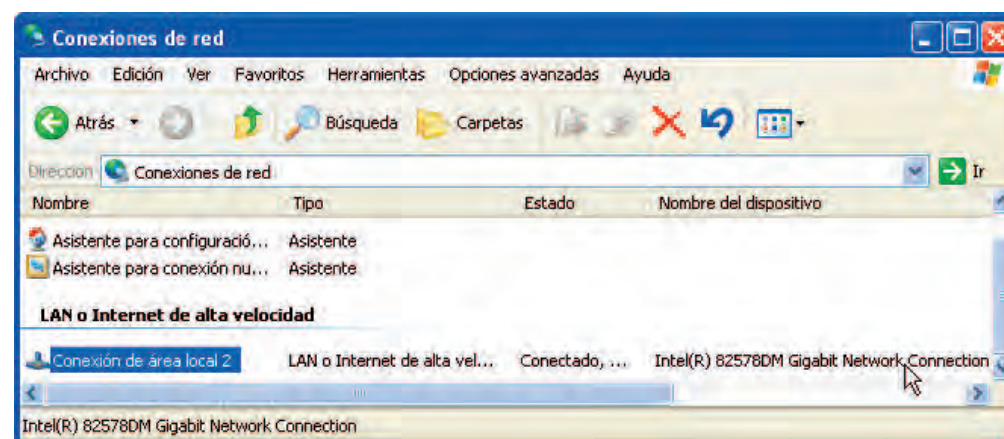 Conexiones de red
Archivo Edición Ver Favoritos Herramientas Opciones avanzadas Ayuda
Atrás Búsqueda Carpetas
Dirección Conexiones de red Ir
Nombre Tipo Estado Nombre del dispositivo
Asistente para configuració... Asistente
Asistente para conexión nu... Asistente
LAN o Internet de alta velocidad
Conexión de área local 2 LAN o Internet de alta vel... Conectado, ... Intel(R) 82578DM Gigabit Network Connection
Intel(R) 82578DM Gigabit Network Connection